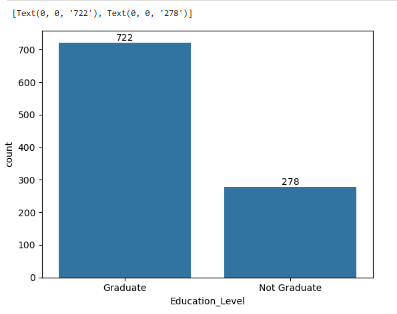 [Text(0, 0, '722'), Text(0, 0, '278')]
722
700
600
500
400
300
278
200
100
0
count
Graduate Not Graduate
Education_Level